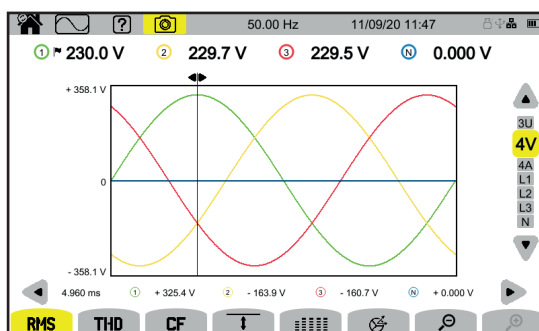 ? 50.00 Hz 11/09/20 11:47
1 230.0 V 2 229.7 V 3 229.5 V N 0.000 V
+ 358.1 V
0
- 358.1 V
3U
4V
4A
L1
L2
L3
N
4.960 ms 1 + 325.4 V 2 - 163.9 V 3 - 160.7 V N + 0.000 V
RMS THD CF